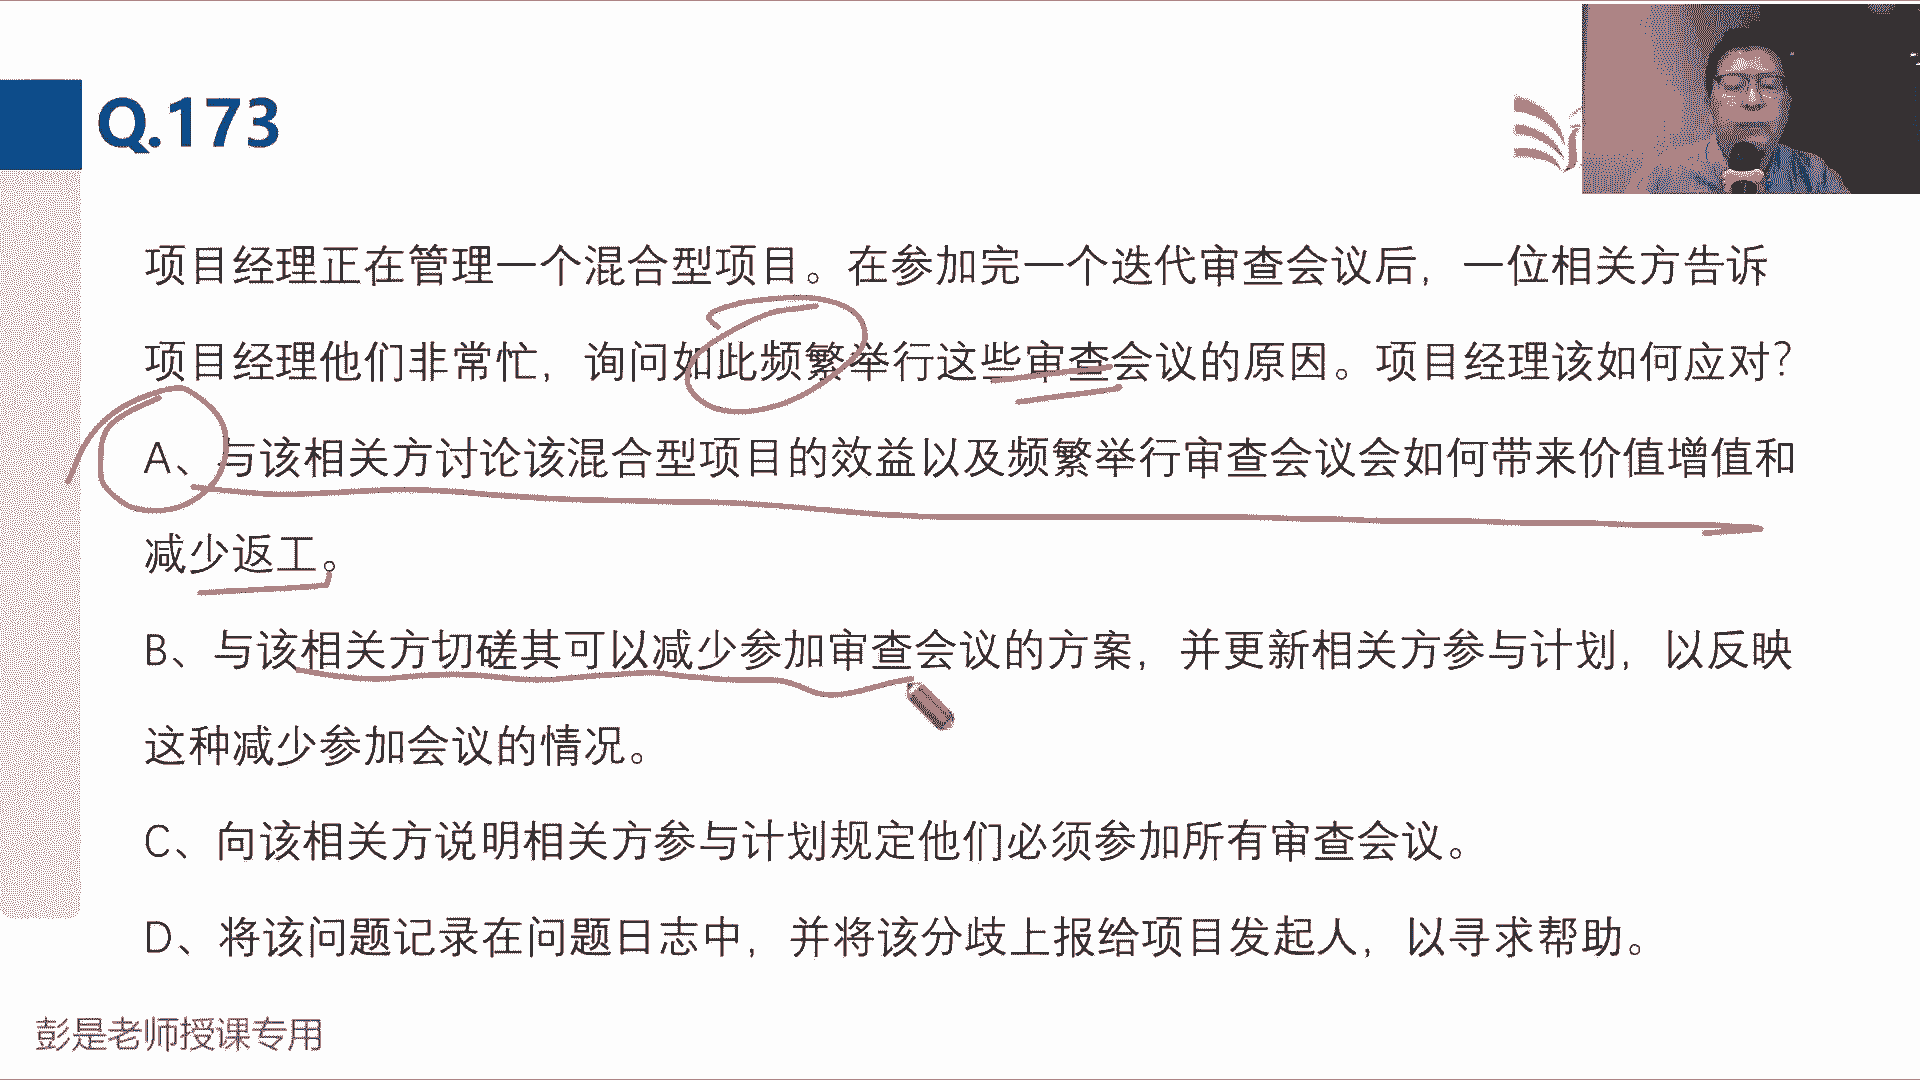 Q.173
项目经理正在管理一个混合型项目。在参加完一个迭代审查会议后，一位相关方告诉
项目经理他们非常忙，询问如此频繁举行这些审查会议的原因。项目经理该如何应对？
A、与该相关方讨论该混合型项目的效益以及频繁举行审查会议会如何带来价值增值和
减少返工。
B、与该相关方切磋其可以减少参加审查会议的方案，并更新相关方参与计划，以反映
这种减少参加会议的情况。
C、向该相关方说明相关方参与计划规定他们必须参加所有审查会议。
D、将该问题记录在问题日志中，并将该分歧上报给项目发起人，以寻求帮助。
彭是老师授课专用